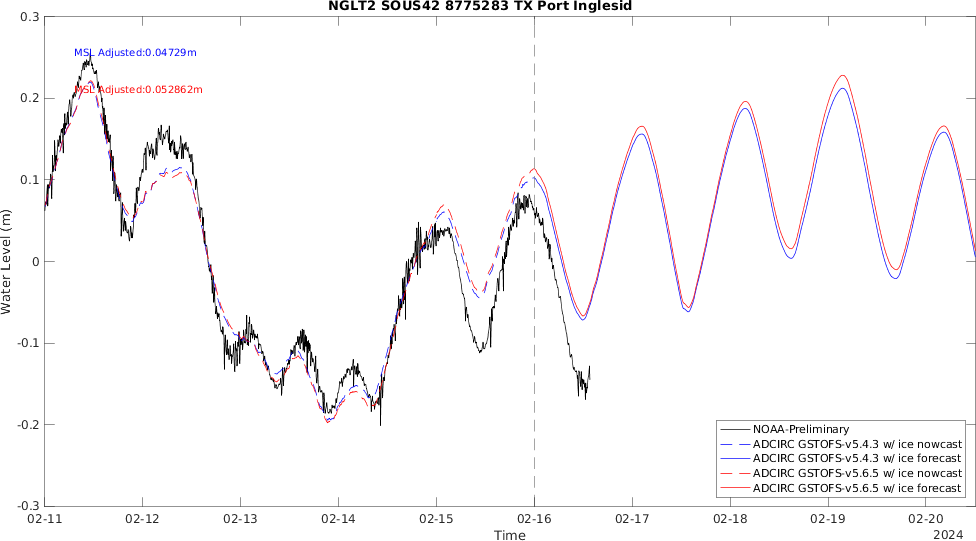 NGLT2 SOUS42 8775283 TX Port Inglesid
0.3
MSL Adjusted:0.04729m
MSL Adjusted:0.052862m
0.2
0.1
0
-0.1
-0.2
-0.3
Water Level (m)
NOAA-Preliminary
ADCIRC GSTOFS-v5.4.3 w/ ice nowcast
ADCIRC GSTOFS-v5.4.3 w/ ice forecast
ADCIRC GSTOFS-v5.6.5 w/ ice nowcast
ADCIRC GSTOFS-v5.6.5 w/ ice forecast
02-11 02-12 02-13 02-14 02-15 02-16 02-17 02-18 02-19 02-20
Time
2024